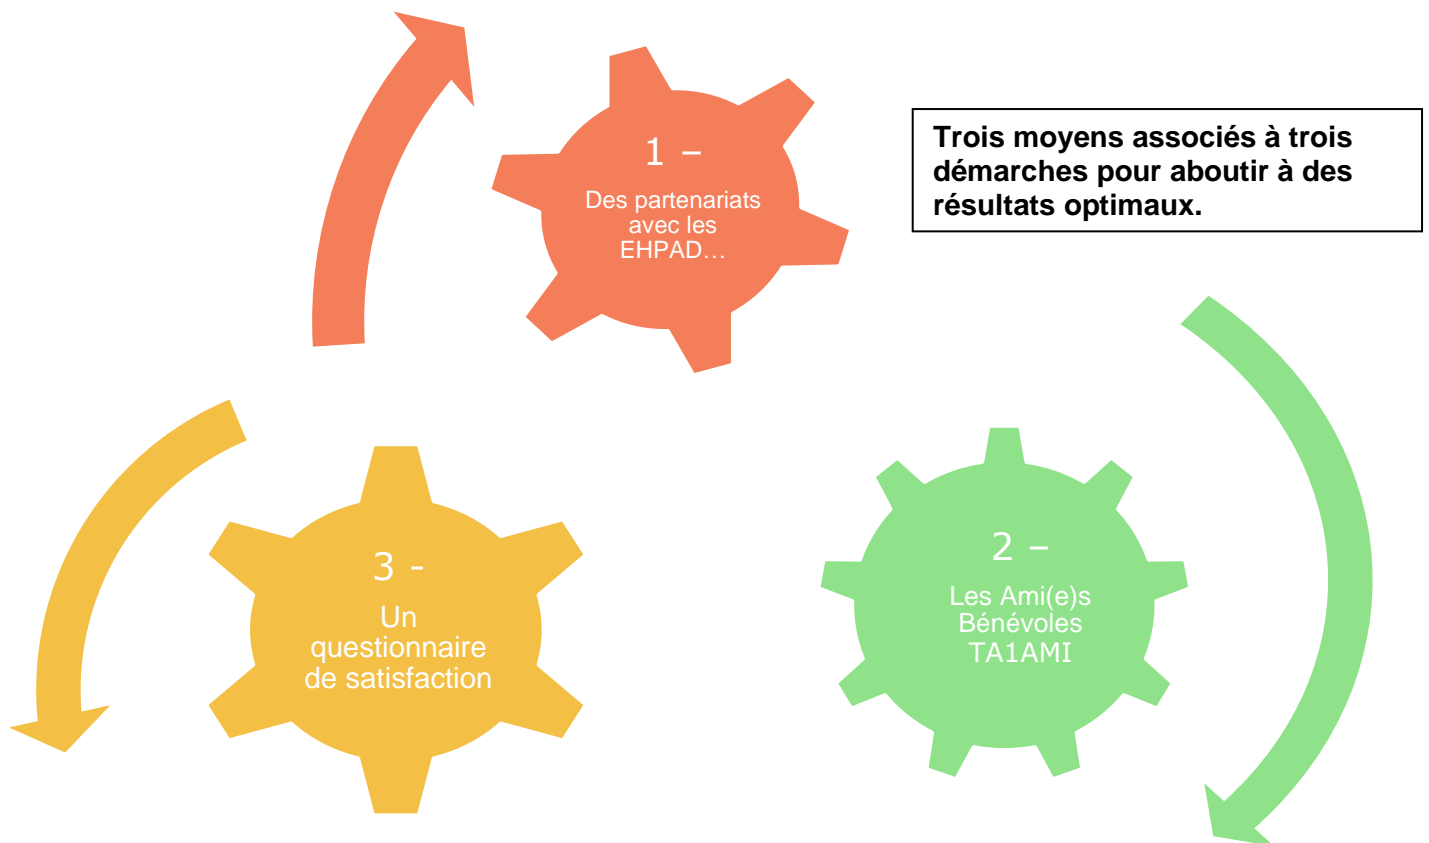 1 –
Des partenariats
avec les
EHPAD…
Trois moyens associés à trois
démarches pour aboutir à des
résultats optimaux.
2 –
Les Ami(e)s
Bénévoles
TA1AMI
3 -
Un
questionnaire
de satisfaction